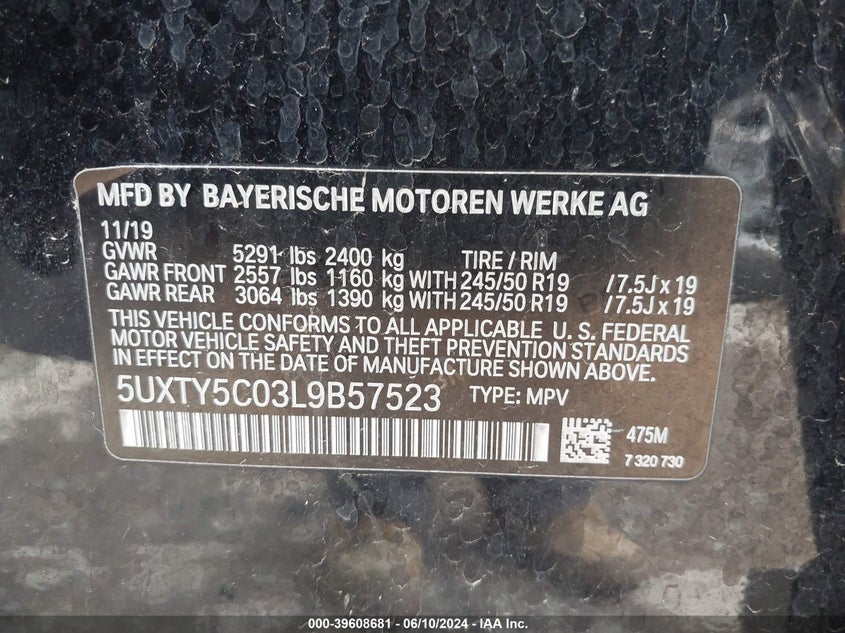 MFD BY BAYERISCHE MOTOREN WERKE AG
11/19
GVWR 5291 lbs 2400 kg TIRE / RIM
GAWR FRONT 2557 lbs 1160 kg WITH 245/50 R19 / 7.5J x 19
GAWR REAR 3064 lbs 1390 kg WITH 245/50 R19 / 7.5J x 19
THIS VEHICLE CONFORMS TO ALL APPLICABLE U. S. FEDERAL
MOTOR VEHICLE SAFETY AND THEFT PREVENTION STANDARDS
IN EFFECT ON THE DATE OF MANUFACTURE SHOWN ABOVE.
5UXTY5C03L9B57523 TYPE: MPV
475M
7 320 730
000-39608681 - 06/10/2024 - IAA Inc.